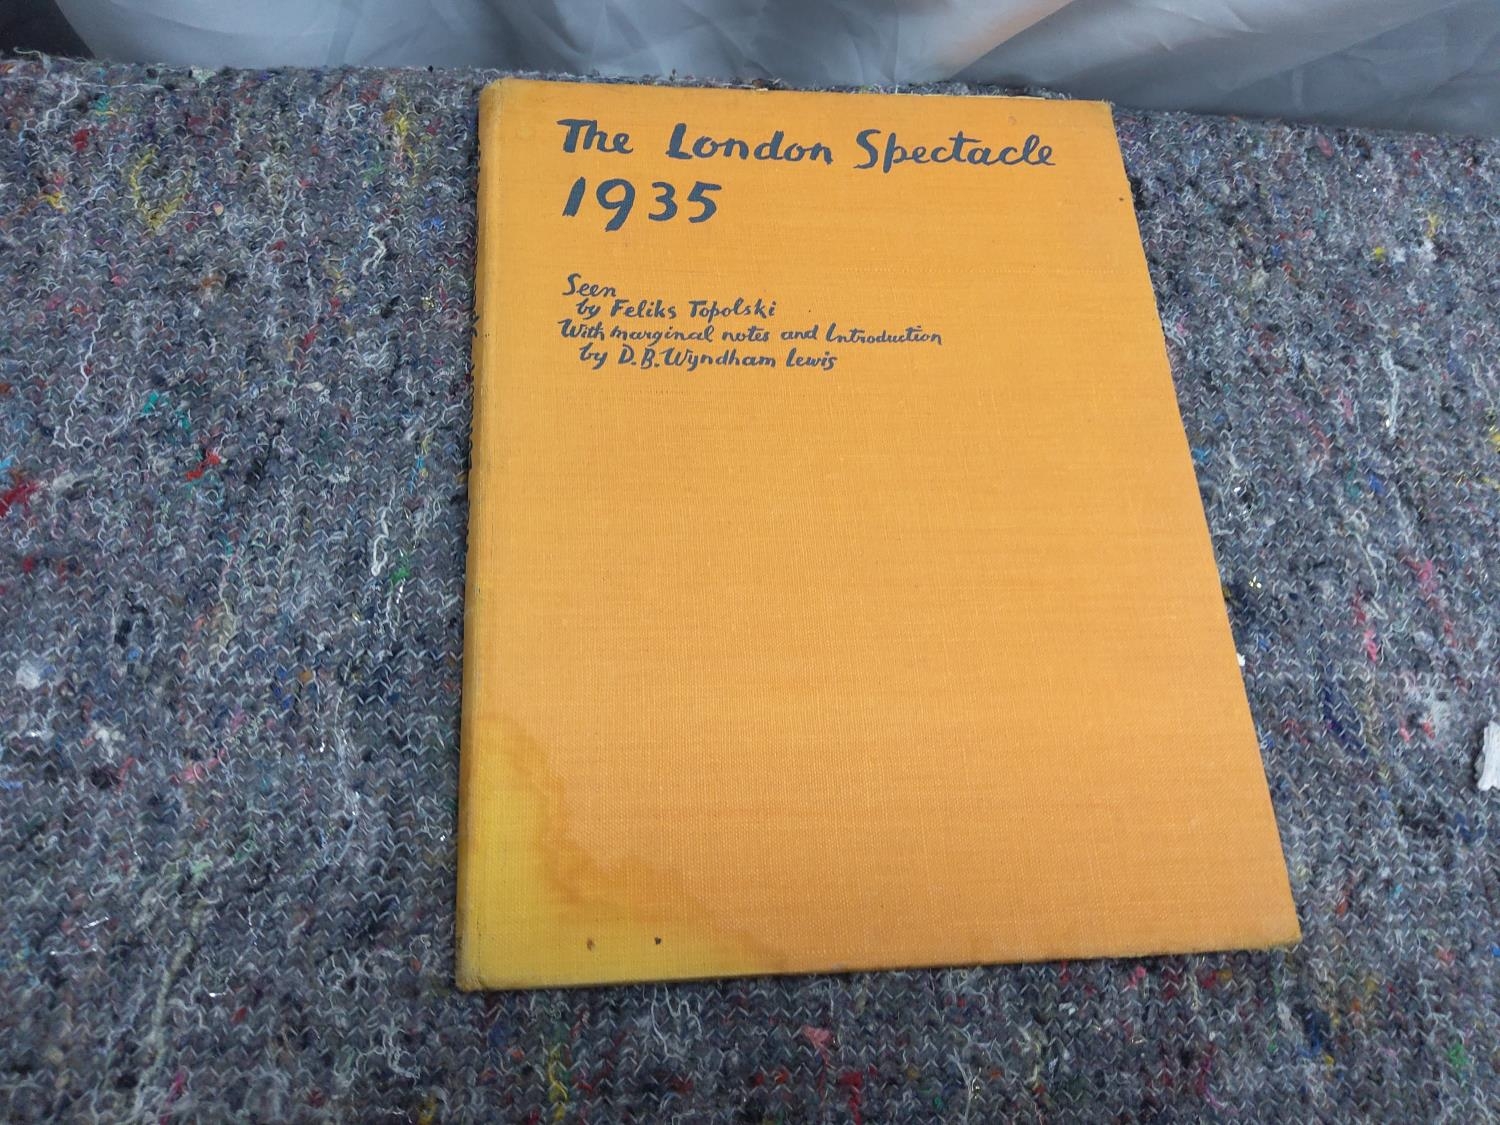 The London Spectacle
1935
Seen
by Feliks Topolski
With marginal notes and Introduction
by D. B. Wyndham Lewis